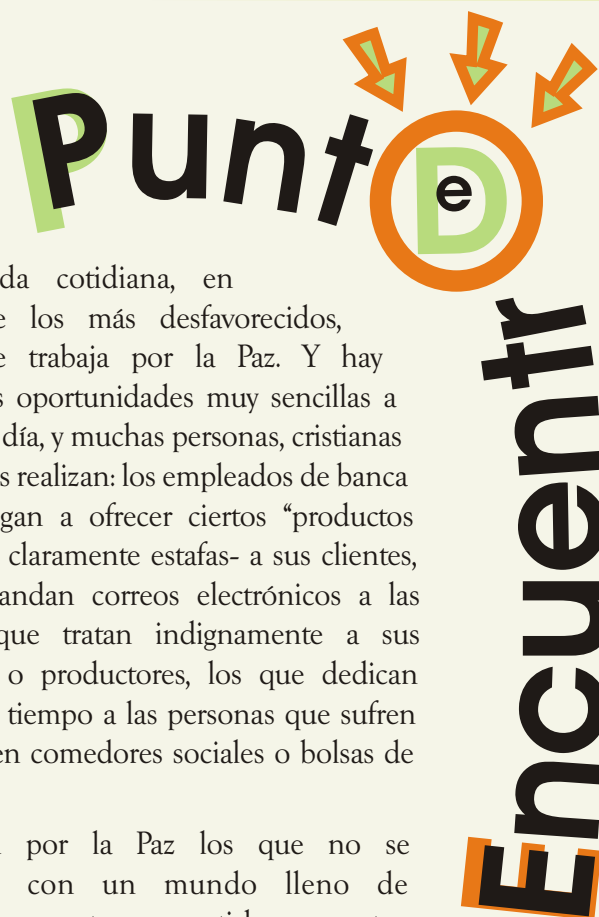 Punt
De
Encuentr
da cotidiana, en
e los más desfavorecidos,
e trabaja por la Paz. Y hay
s oportunidades muy sencillas a
día, y muchas personas, cristianas
s realizan: los empleados de banca
gan a ofrecer ciertos “productos
claramente estafas- a sus clientes,
andan correos electrónicos a las
que tratan indignamente a sus
o productores, los que dedican
tiempo a las personas que sufren
en comedores sociales o bolsas de
por la Paz los que no se
con un mundo lleno de